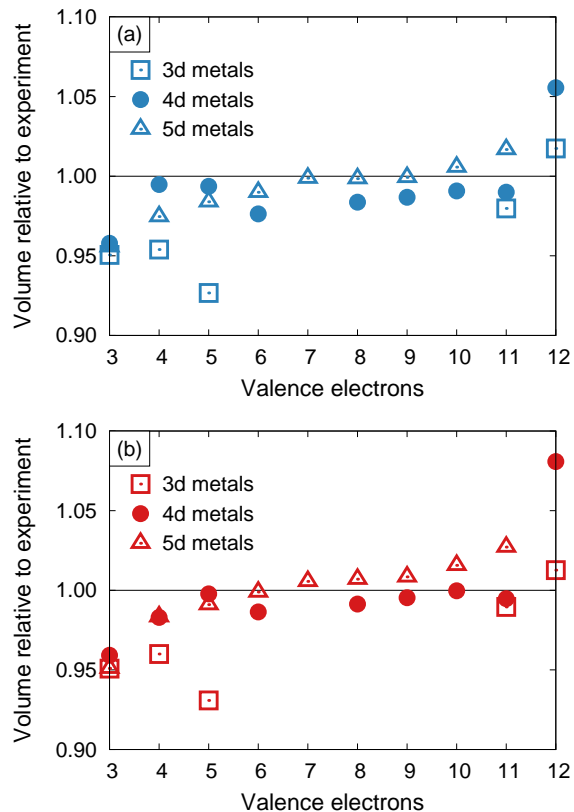 (a)
3d metals
4d metals
5d metals
1.10
1.05
1.00
0.95
0.90
Volume relative to experiment
3 4 5 6 7 8 9 10 11 12
Valence electrons
(b)
3d metals
4d metals
5d metals
1.10
1.05
1.00
0.95
0.90
Volume relative to experiment
3 4 5 6 7 8 9 10 11 12
Valence electrons